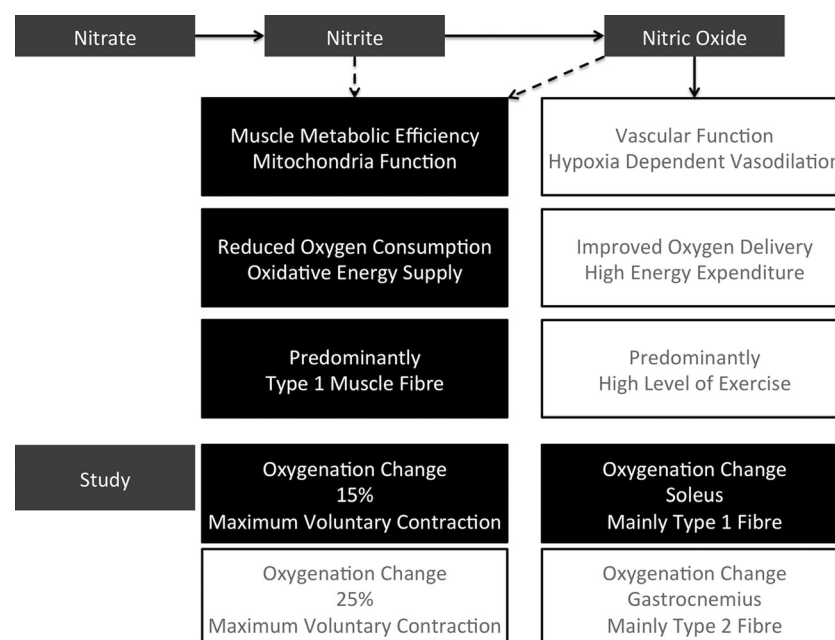 Nitrate
Nitrite
Nitric Oxide
Muscle Metabolic Efficiency
Mitochondria Function
Vascular Function
Hypoxia Dependent Vasodilation
Reduced Oxygen Consumption
Oxidative Energy Supply
Improved Oxygen Delivery
High Energy Expenditure
Predominantly
Type 1 Muscle Fibre
Predominantly
High Level of Exercise
Study
Oxygenation Change
15%
Maximum Voluntary Contraction
Oxygenation Change
Soleus
Mainly Type 1 Fibre
Oxygenation Change
25%
Maximum Voluntary Contraction
Oxygenation Change
Gastrocnemius
Mainly Type 2 Fibre